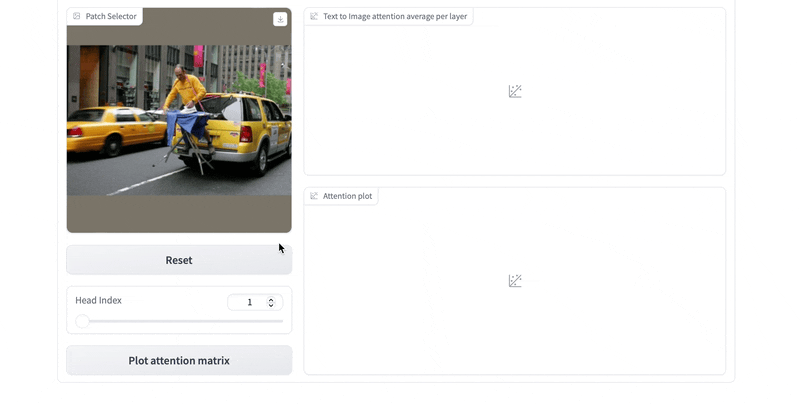 Patch Selector
Text to Image attention average per layer
Attention plot
Reset
Head Index
1
Plot attention matrix